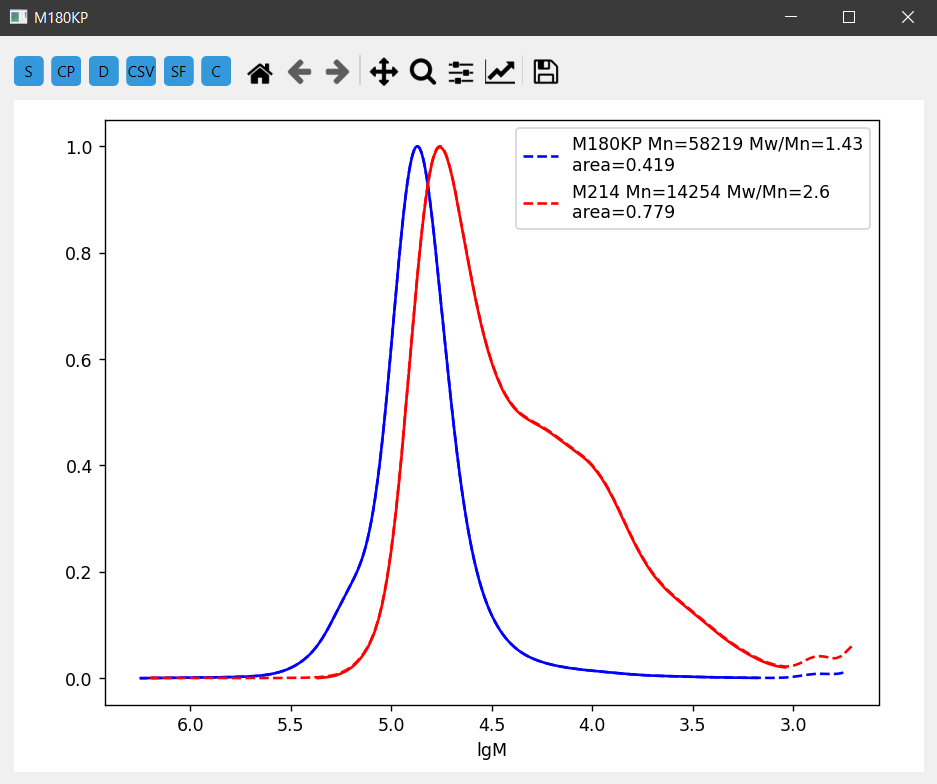 M180KP
S CP D CSV SF C
M180KP Mn=58219 Mw/Mn=1.43
area=0.419
M214 Mn=14254 Mw/Mn=2.6
area=0.779
1.0
0.8
0.6
0.4
0.2
0.0
6.0 5.5 5.0 4.5 4.0 3.5 3.0
lgM